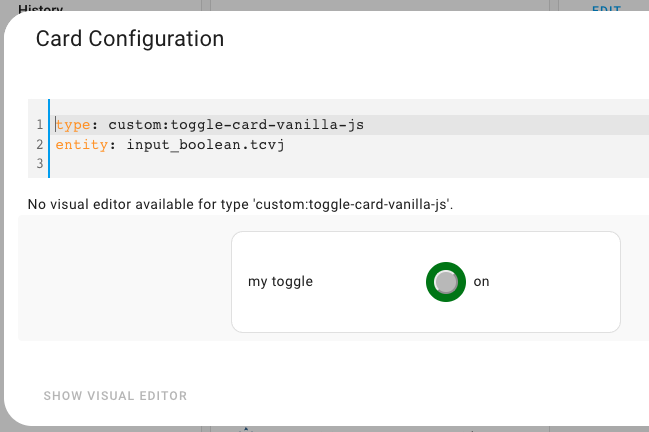 History
EDIT
Card Configuration
1 type: custom:toggle-card-vanilla-js
2 entity: input_boolean.tcvj
3
No visual editor available for type 'custom:toggle-card-vanilla-js'.
my toggle on
SHOW VISUAL EDITOR